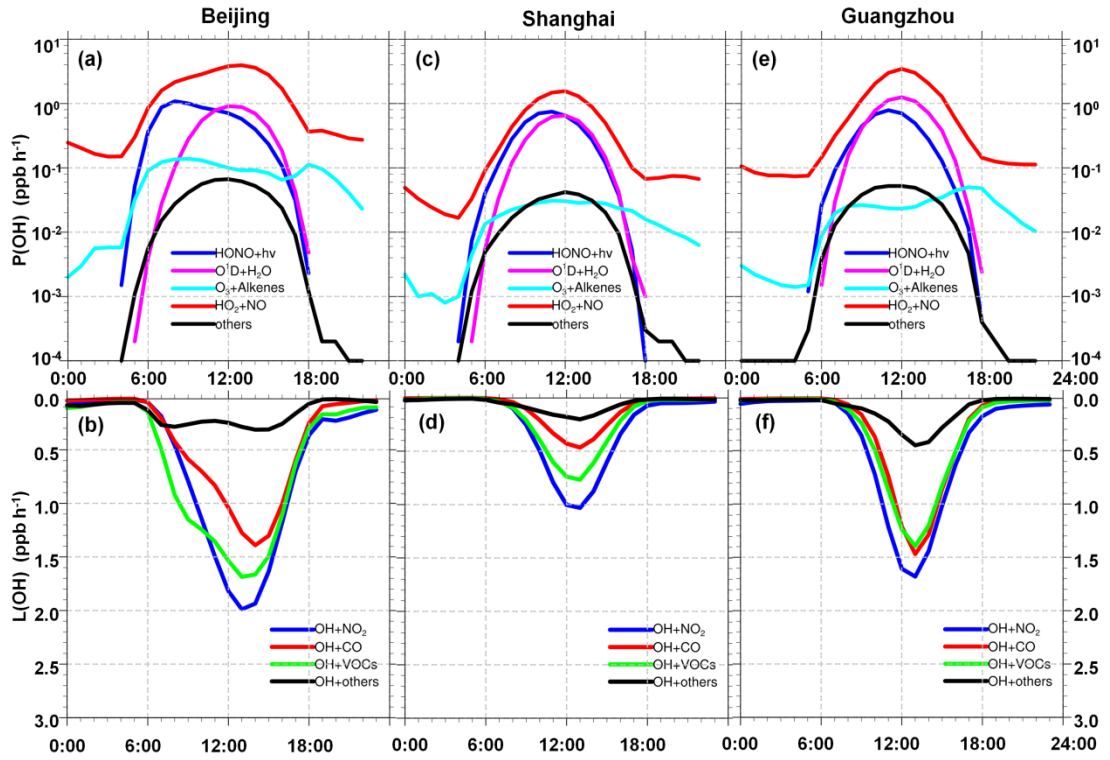 Beijing
Shanghai
Guangzhou
P(OH) (ppb h⁻¹)
10¹
10⁰
10⁻¹
10⁻²
10⁻³
10⁻⁴
(a)
HONO+hv
O¹D+H₂O
O₃+Alkenes
HO₂+NO
others
0:00 6:00 12:00 18:00
(c)
HONO+hv
O¹D+H₂O
O₃+Alkenes
HO₂+NO
others
0:00 6:00 12:00 18:00
(e)
HONO+hv
O¹D+H₂O
O₃+Alkenes
HO₂+NO
others
10¹
10⁰
10⁻¹
10⁻²
10⁻³
10⁻⁴
0:00 6:00 12:00 18:00 24:00
L(OH) (ppb h⁻¹)
0.0
0.5
1.0
1.5
2.0
2.5
3.0
(b)
OH+NO₂
OH+CO
OH+VOCs
OH+others
0:00 6:00 12:00 18:00
(d)
OH+NO₂
OH+CO
OH+VOCs
OH+others
0:00 6:00 12:00 18:00
(f)
OH+NO₂
OH+CO
OH+VOCs
OH+others
0.0
0.5
1.0
1.5
2.0
2.5
3.0
0:00 6:00 12:00 18:00 24:00